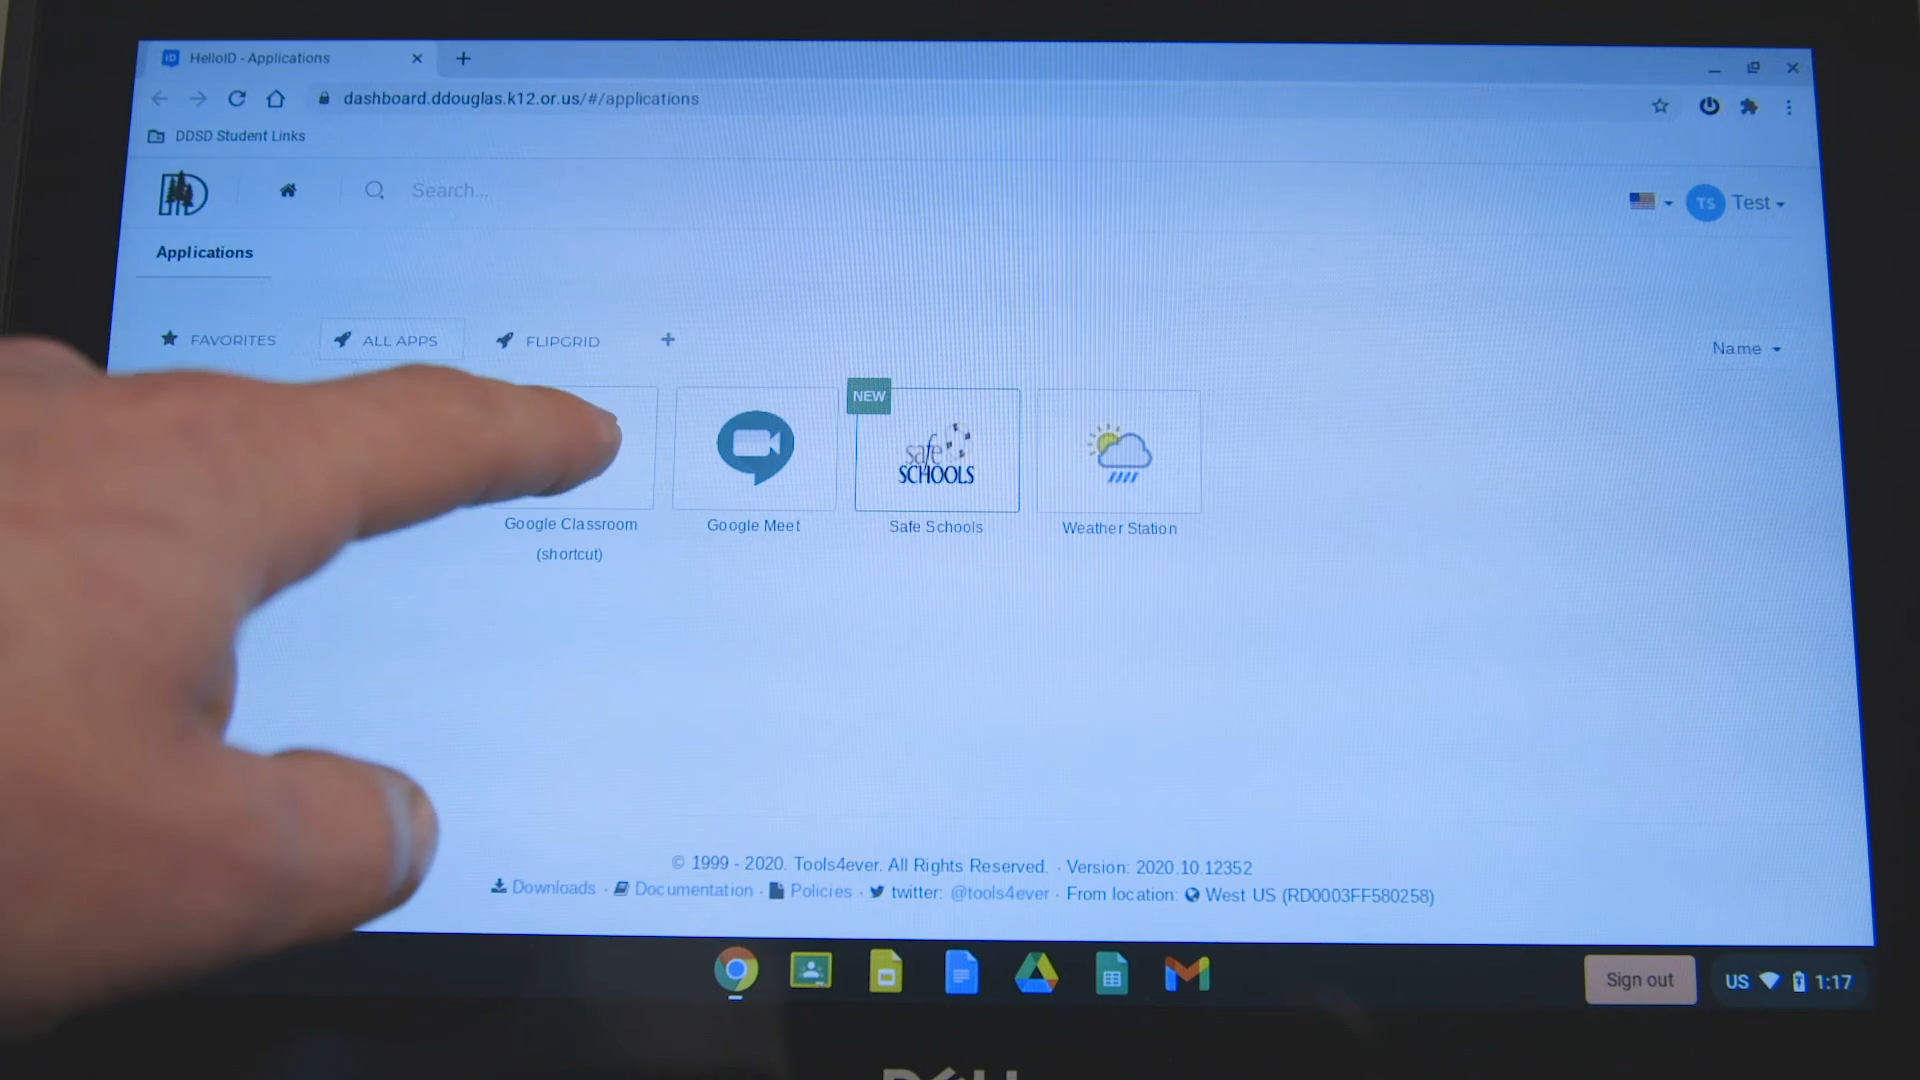 HelloID - Applications
dashboard.ddouglas.k12.or.us/#/applications
DDSD Student Links
Search...
TS Test
Applications
FAVORITES ALL APPS FLIPGRID
Name
NEW
safe
SCHOOLS
Google Classroom
(shortcut)
Google Meet
Safe Schools
Weather Station
© 1999 - 2020. Tools4ever. All Rights Reserved. · Version: 2020.10.12352
Downloads · Documentation · Policies · twitter: @tools4ever · From location: West US (RD0003FF580258)
Sign out
US 1:17